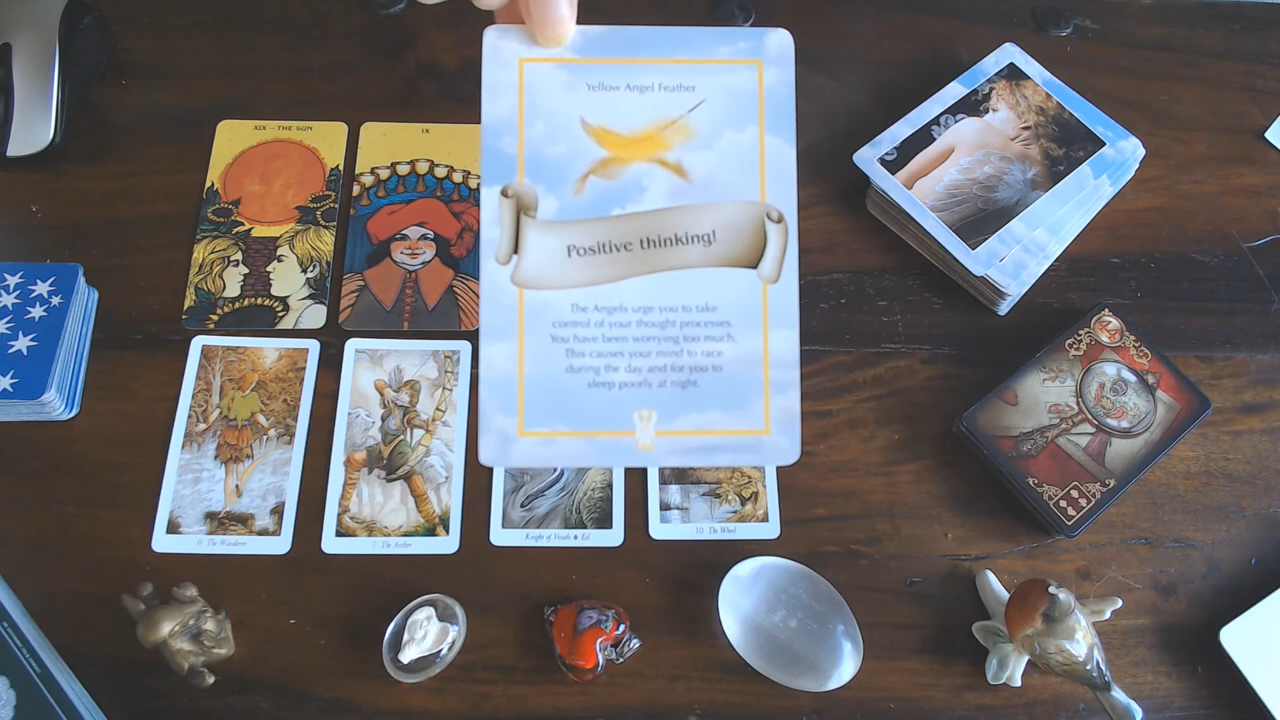 Yellow Angel Feather
Positive thinking!
The Angels urge you to take
control of your thought processes.
You have been worrying too much.
This causes your mind to race
during the day and for you to
sleep poorly at night.
XIX – THE SUN
IX
0 The Wanderer
7 The Archer
Knight of Vessels Eel
10 The Wheel